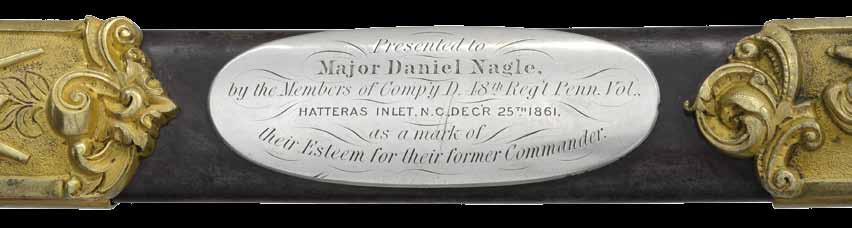 Presented to
Major Daniel Nagle,
by the Members of Comp'y D. 48th Reg't Penn. Vol.,
HATTERAS INLET, N.C. DEC'R 25TH 1861.
as a mark of
their Esteem for their former Commander.